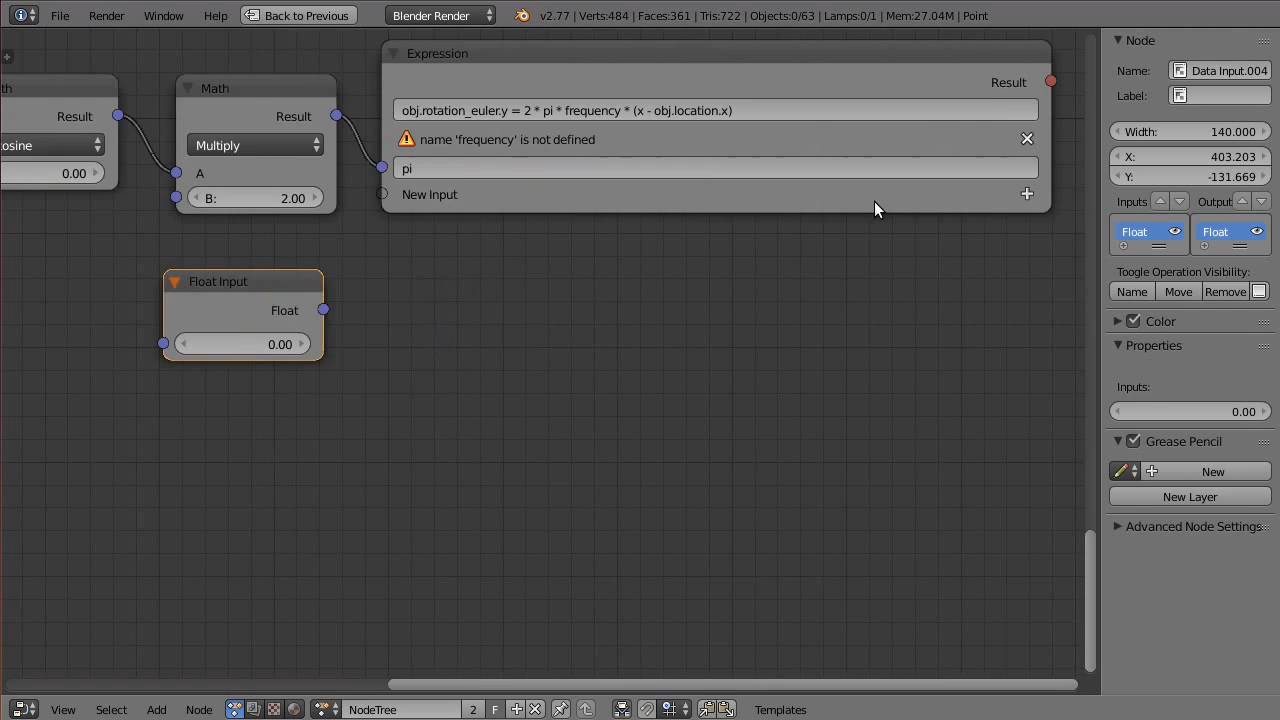 File Render Window Help Back to Previous Blender Render v2.77 | Verts:484 | Faces:361 | Tris:722 | Objects:0/63 | Lamps:0/1 | Mem:27.04M | Point
th
Result
osine
0.00
Math
Result
Multiply
A
B: 2.00
Expression
Result
obj.rotation_euler.y = 2 * pi * frequency * (x - obj.location.x)
name 'frequency' is not defined
pi
New Input
Float Input
Float
0.00
Node
Name: Data Input.004
Label:
Width: 140.000
X: 403.203
Y: -131.669
Inputs Output
Float Float
Toogle Operation Visibility:
Name Move Remove
Color
Properties
Inputs:
0.00
Grease Pencil
New
New Layer
Advanced Node Settings
View Select Add Node NodeTree 2 F Templates